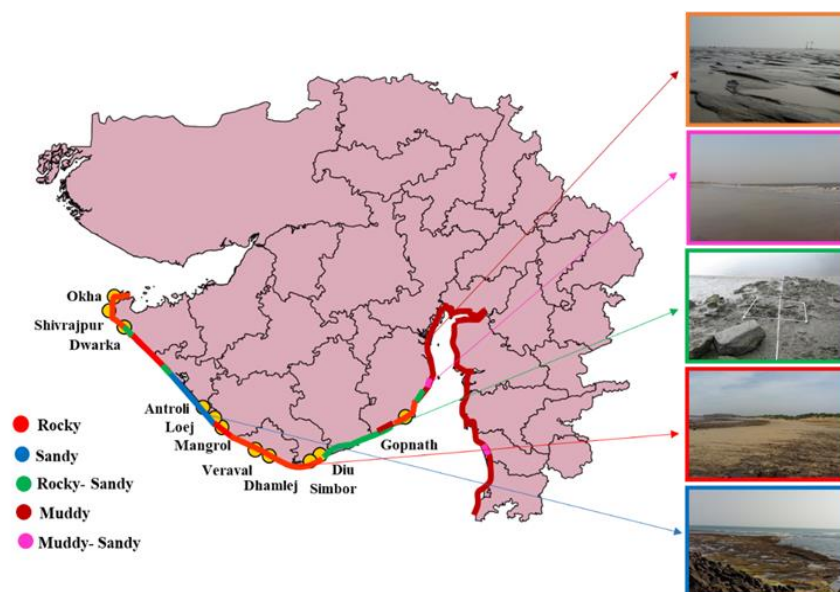 Okha
Shivrajpur
Dwarka
Antroli
Loej
Mangrol
Veraval
Dhamlej
Simbor
Diu
Gopnath
Rocky
Sandy
Rocky- Sandy
Muddy
Muddy- Sandy